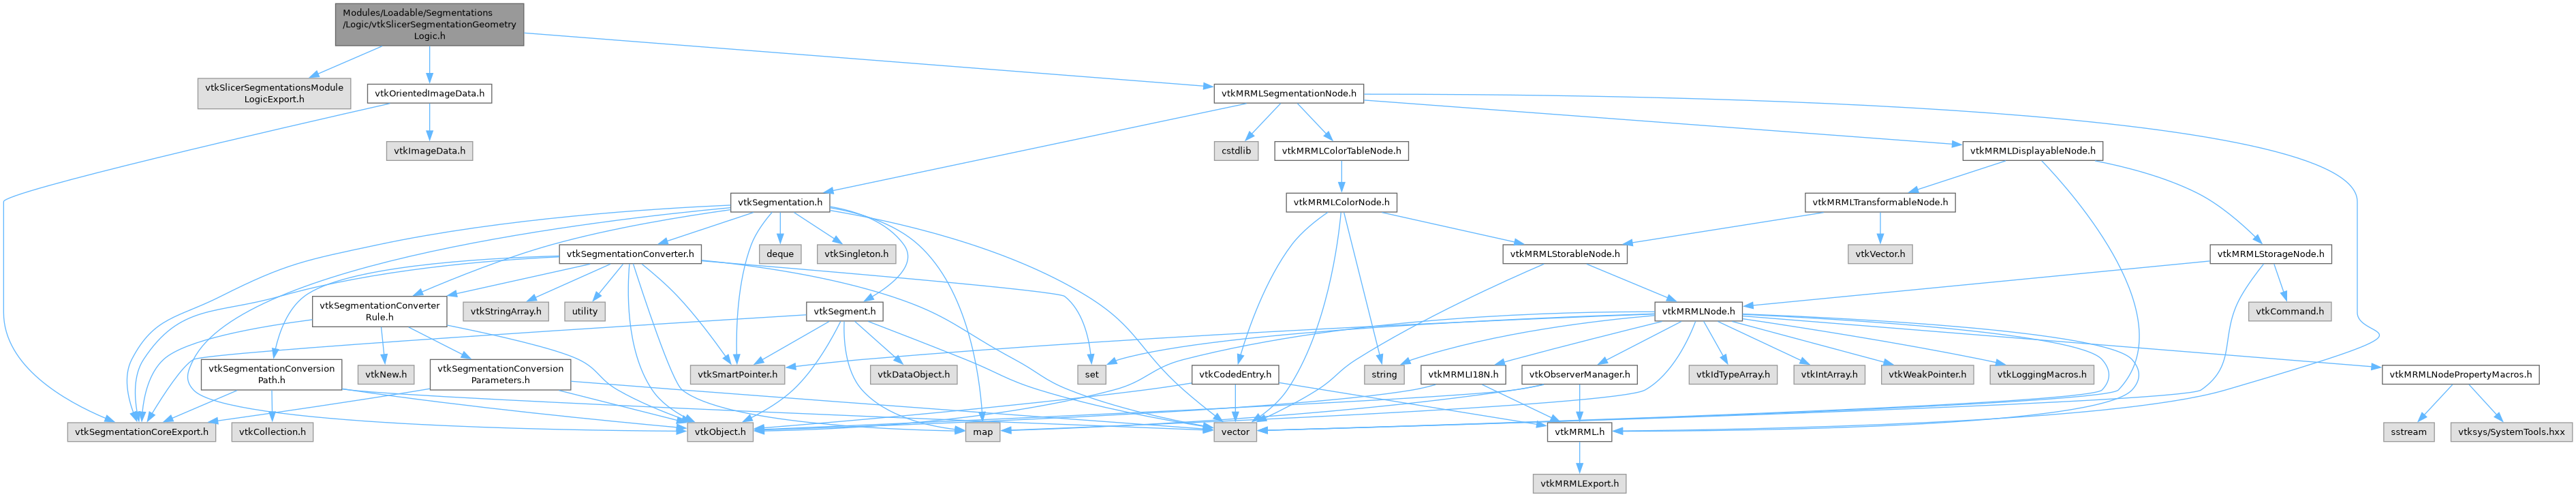 Modules/Loadable/Segmentations
/Logic/vtkSlicerSegmentationGeometry
Logic.h
vtkSlicerSegmentationsModule
LogicExport.h
vtkOrientedImageData.h
vtkMRMLSegmentationNode.h
vtkImageData.h
cstdlib
vtkMRMLColorTableNode.h
vtkMRMLDisplayableNode.h
vtkSegmentation.h
vtkMRMLColorNode.h
vtkMRMLTransformableNode.h
vtkSegmentationConverter.h
deque
vtkSingleton.h
vtkMRMLStorableNode.h
vtkVector.h
vtkMRMLStorageNode.h
vtkSegmentationConverter
Rule.h
vtkStringArray.h
utility
vtkSegment.h
vtkMRMLNode.h
vtkCommand.h
vtkSegmentationConversion
Path.h
vtkNew.h
vtkSegmentationConversion
Parameters.h
vtkSmartPointer.h
vtkDataObject.h
set
vtkCodedEntry.h
string
vtkMRMLI18N.h
vtkObserverManager.h
vtkIdTypeArray.h
vtkIntArray.h
vtkWeakPointer.h
vtkLoggingMacros.h
vtkMRMLNodePropertyMacros.h
vtkSegmentationCoreExport.h
vtkCollection.h
vtkObject.h
map
vector
vtkMRML.h
sstream
vtksys/SystemTools.hxx
vtkMRMLExport.h